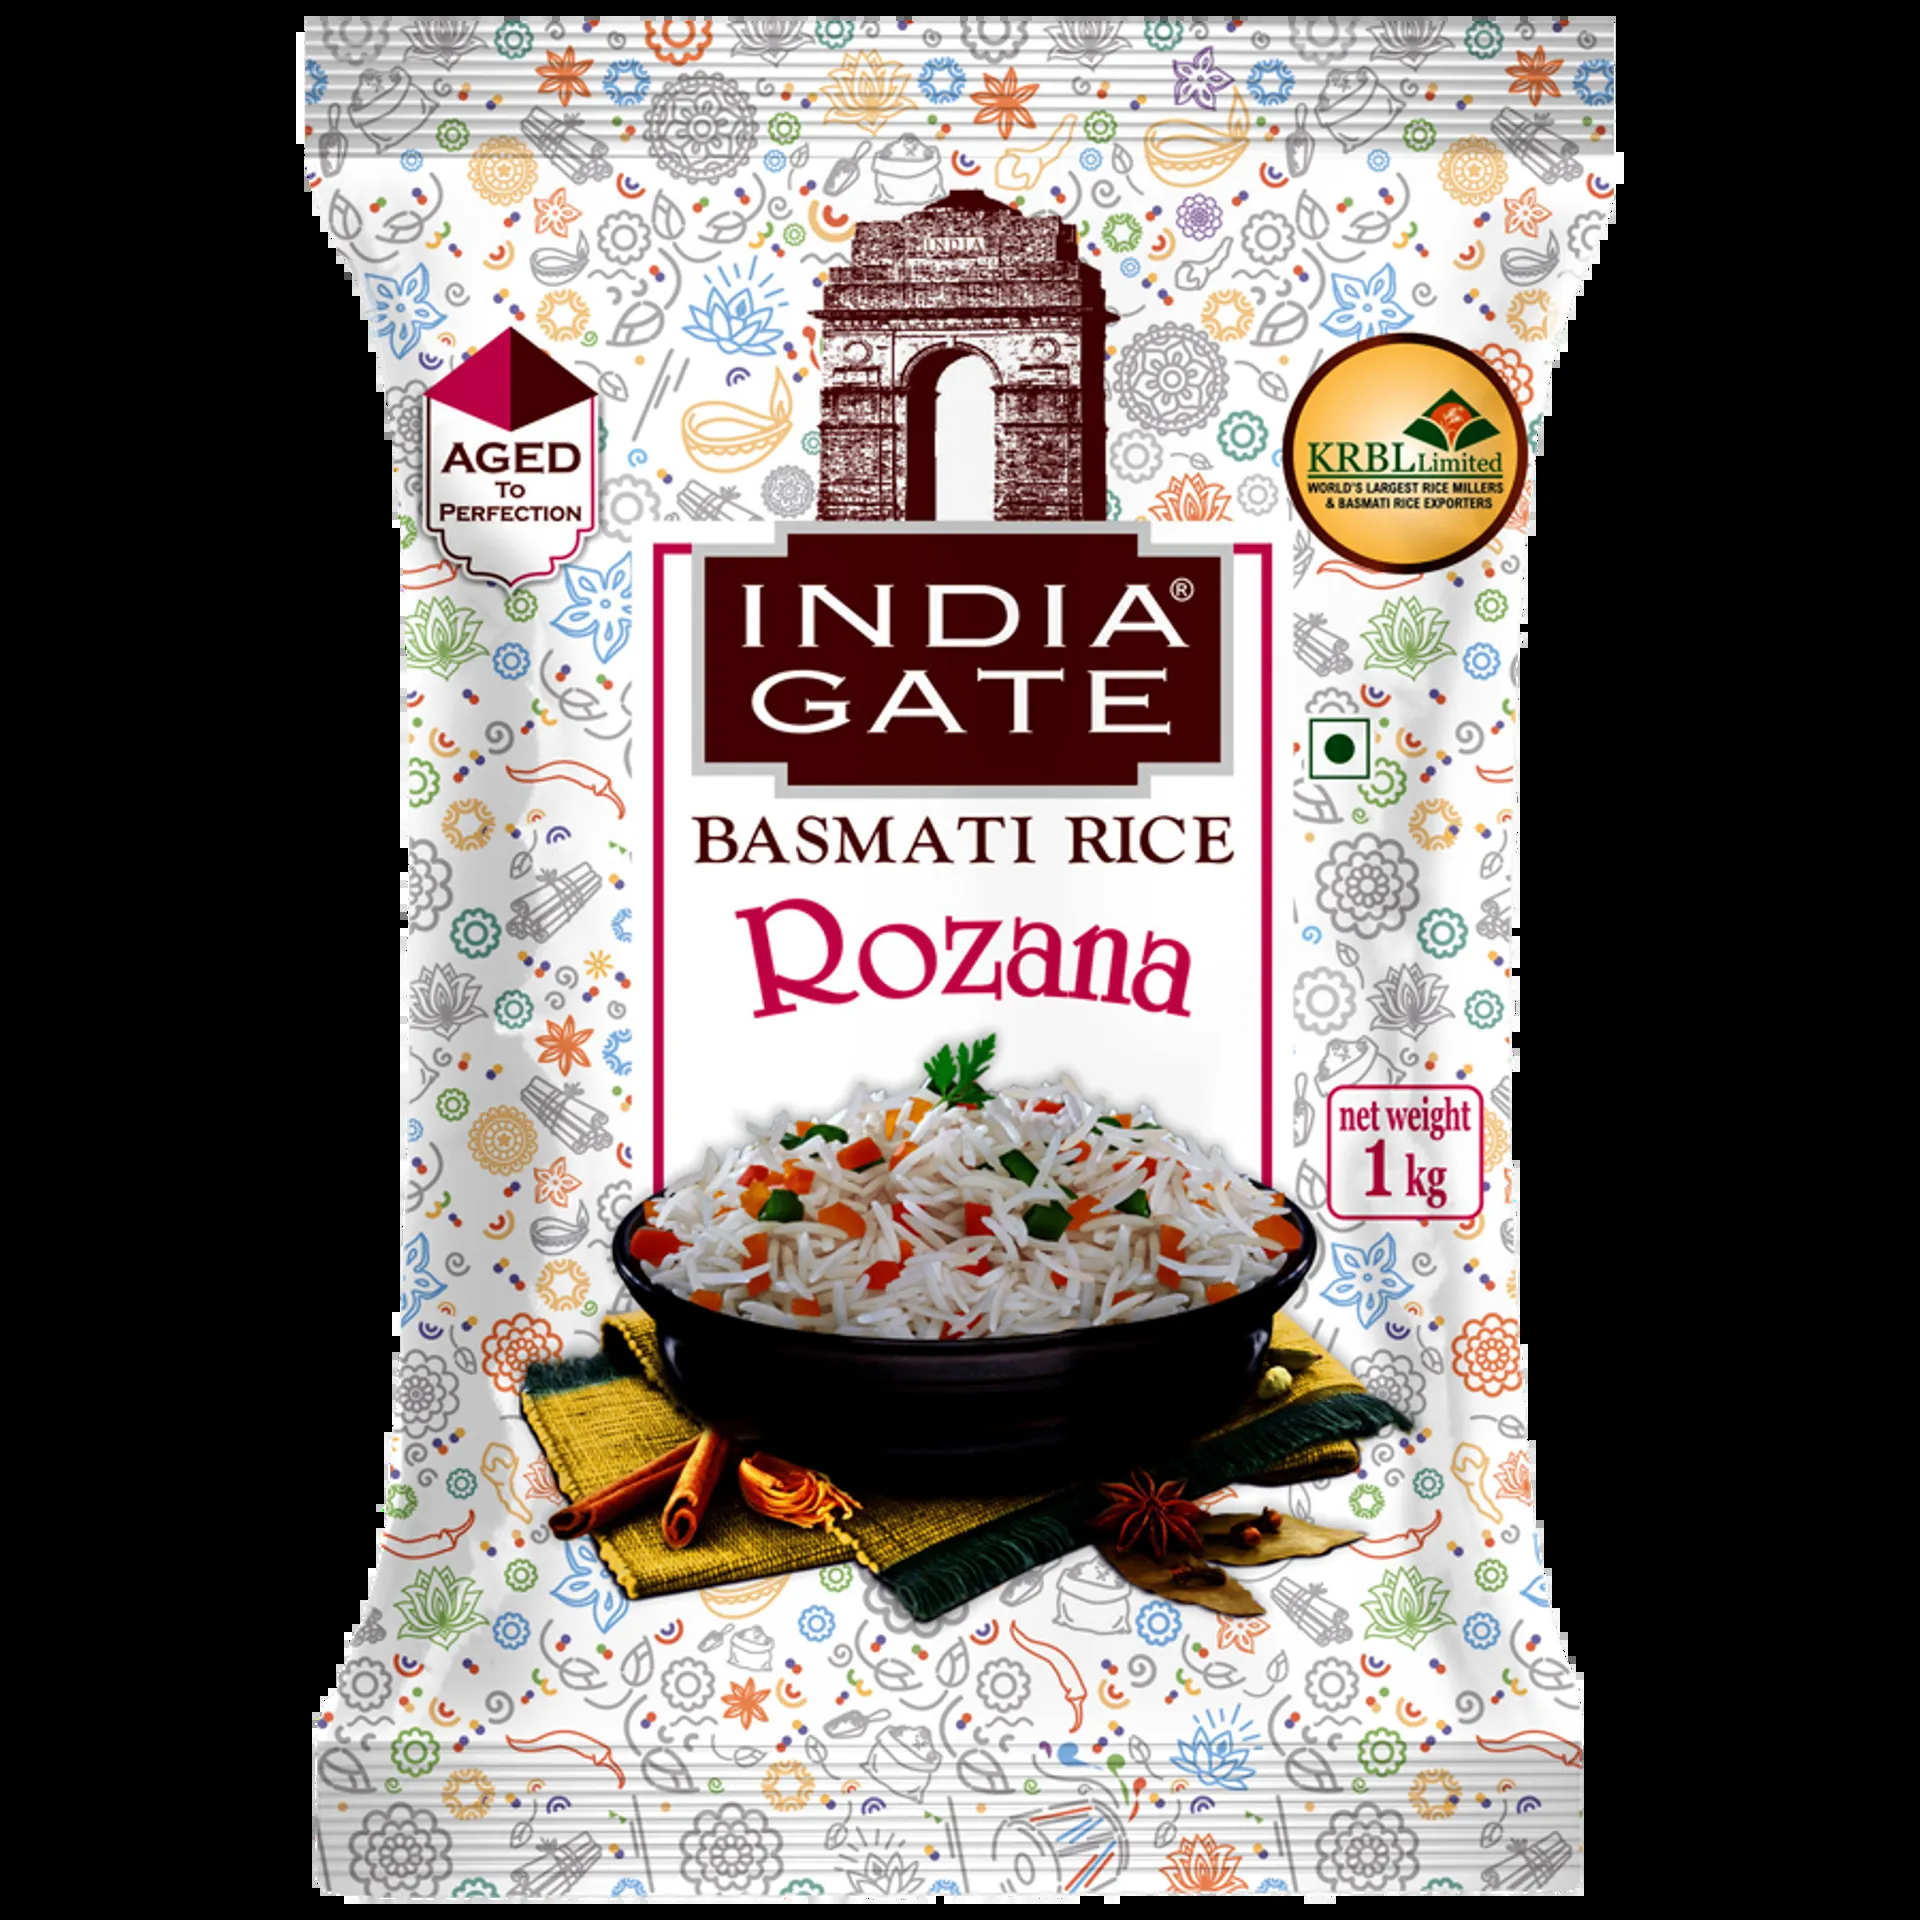 INDIA
AGED
To
PERFECTION
KRBL Limited
WORLD'S LARGEST RICE MILLERS
& BASMATI RICE EXPORTERS
INDIA®
GATE
BASMATI RICE
Rozana
net weight
1 kg